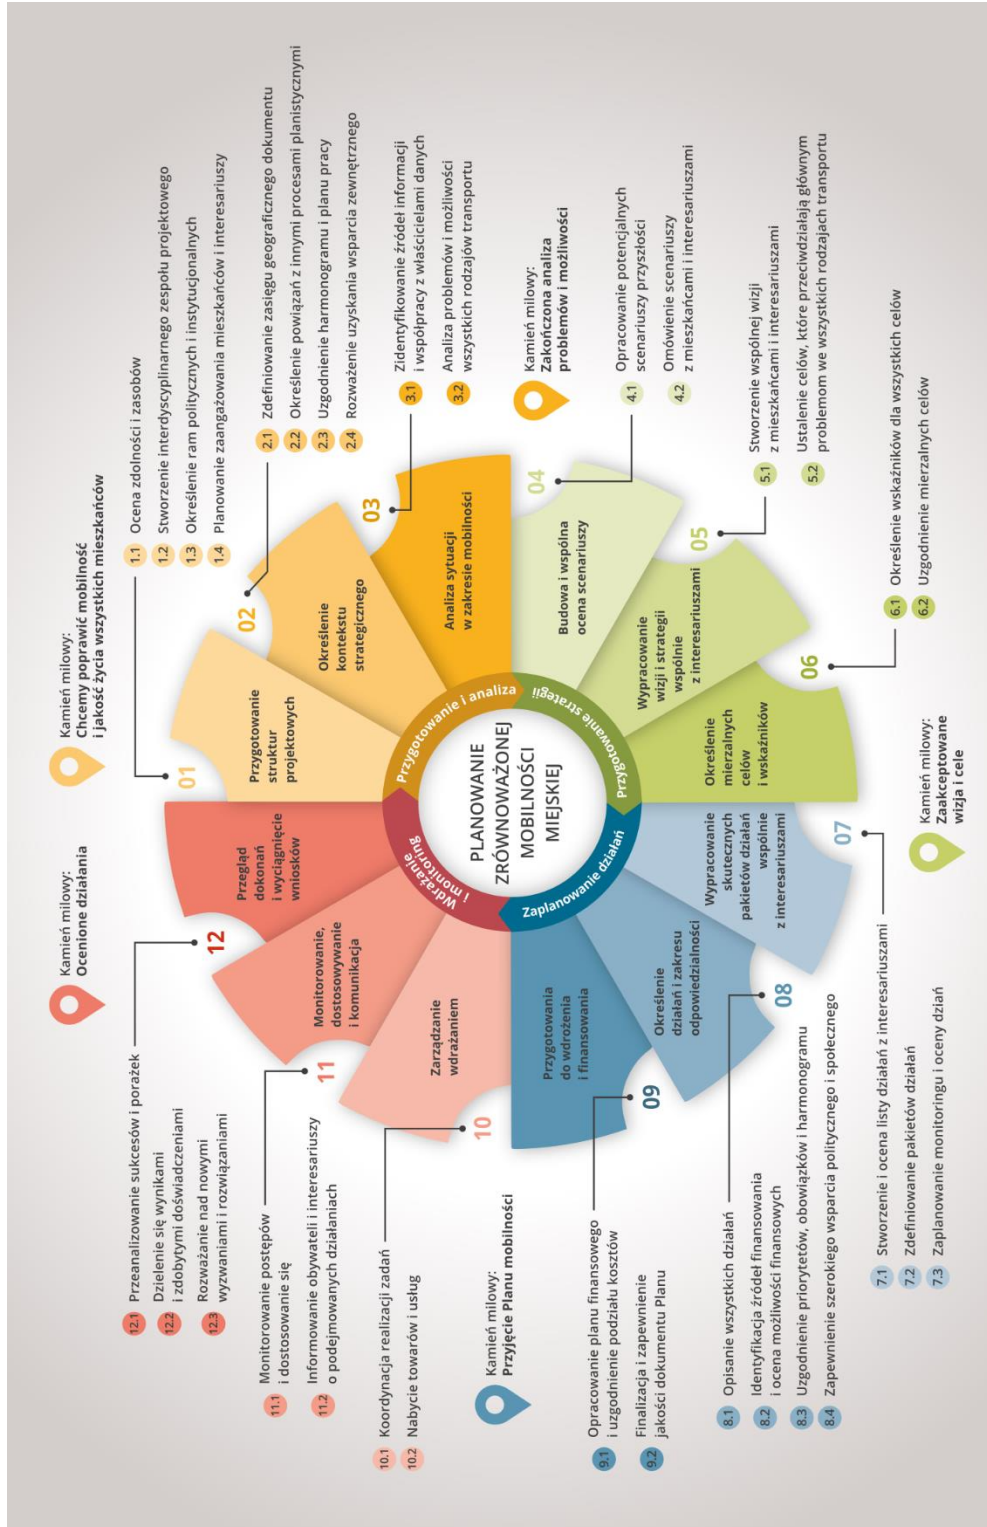 Kamień milowy:
Ocenione działania
Kamień milowy:
Chcemy poprawić mobilność
i jakość życia wszystkich mieszkańców
1.1 Ocena zdolności i zasobów
1.2 Stworzenie interdyscyplinarnego zespołu projektowego
1.3 Określenie ram politycznych i instytucjonalnych
1.4 Planowanie zaangażowania mieszkańców i interesariuszy
2.1 Zdefiniowanie zasięgu geograficznego dokumentu
2.2 Określenie powiązań z innymi procesami planistycznymi
2.3 Uzgodnienie harmonogramu i planu pracy
2.4 Rozważenie uzyskania wsparcia zewnętrznego
3.1 Zidentyfikowanie źródeł informacji
i współpracy z właścicielami danych
3.2 Analiza problemów i możliwości
wszystkich rodzajów transportu
Kamień milowy:
Zakończona analiza
problemów i możliwości
4.1 Opracowanie potencjalnych
scenariuszy przyszłości
4.2 Omówienie scenariuszy
z mieszkańcami i interesariuszami
5.1 Stworzenie wspólnej wizji
z mieszkańcami i interesariuszami
5.2 Ustalenie celów, które przeciwdziałają głównym
problemom we wszystkich rodzajach transportu
6.1 Określenie wskaźników dla wszystkich celów
6.2 Uzgodnienie mierzalnych celów
Kamień milowy:
Zaakceptowane
wizja i cele
7.1 Stworzenie i ocena listy działań z interesariuszami
7.2 Zdefiniowanie pakietów działań
7.3 Zaplanowanie monitoringu i oceny dział
8.1 Opisanie wszystkich działań
8.2 Identyfikacja źródeł finansowania
i ocena możliwości finansowych
8.3 Uzgodnienie priorytetów, obowiązków i harmonogramu
8.4 Zapewnienie szerokiego wsparcia politycznego i społecznego
9.1 Opracowanie planu finansowego
i uzgodnienie podziału kosztów
9.2 Finalizacja i zapewnienie
jakości dokumentu Planu
Kamień milowy:
Przyjęcie Planu mobilności
10.1 Koordynacja realizacji zadań
10.2 Nabycie towarów i usług
11.1 Monitorowanie postępów
i dostosowanie się
11.2 Informowanie obywateli i interesariuszy
o podejmowanych działaniach
12.1 Przeanalizowanie sukcesów i porażek
12.2 Dzielenie się wynikami
i zdobytymi doświadczeniami
12.3 Rozważanie nad nowymi
wyzwaniami i rozwiązaniami
01
Przygotowanie
struktur
projektowych
02
Określenie
kontekstu
strategicznego
03
Analiza sytuacji
w zakresie mobilności
04
Budowa i wspólna
ocena scenariuszy
05
Wypracowanie
wizji i strategii
wspólnie
z interesariuszami
06
Określenie
mierzalnych
celów
i wskaźników
07
Wypracowanie
skutecznych
pakietów działań
wspólnie
z interesariuszami
08
Określenie
działań i zakresu
odpowiedzialności
09
Przygotowania
do wdrożenia
i finansowania
10
Zarządzanie
wdrażaniem
11
Monitorowanie,
dostosowywanie
i komunikacja
12
Przegląd
dokonań
i wyciągnięcie
wniosków
Przygotowanie i analiza
Przygotowanie strategii
Zaplanowanie działań
Wdrażanie
i monitoring
PLANOWANIE
ZRÓWNOWAŻONEJ
MOBILNOŚCI
MIEJSKIEJ